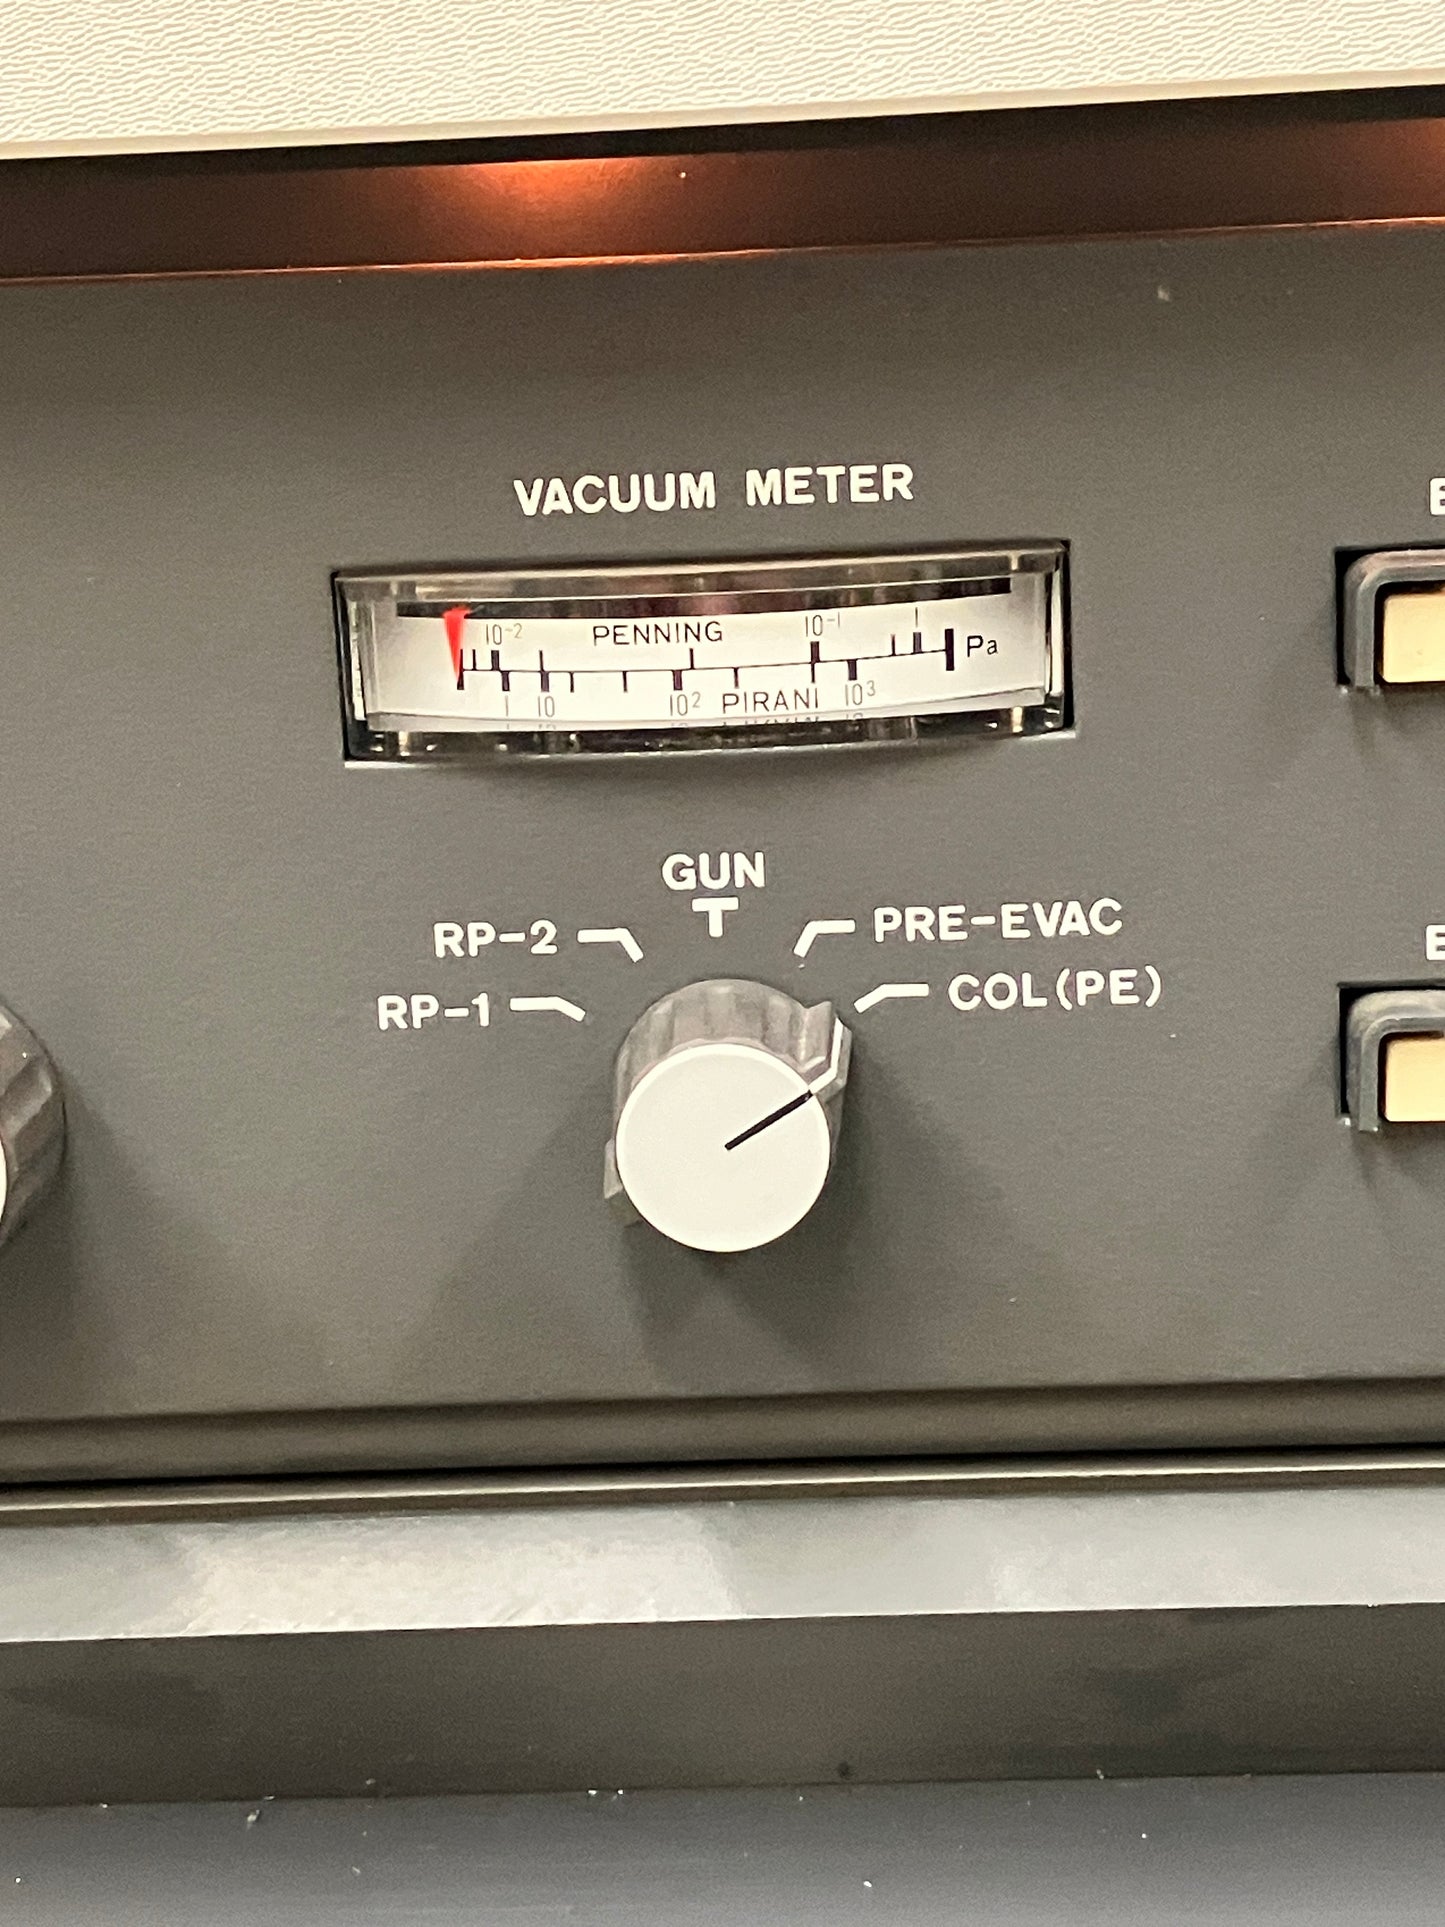 VACUUM METER
10⁻² PENNING 10⁻¹ 1
Pa
1 10 10² PIRANI 10³
GUN
RP-2 PRE-EVAC
RP-1 COL(PE)
E
E